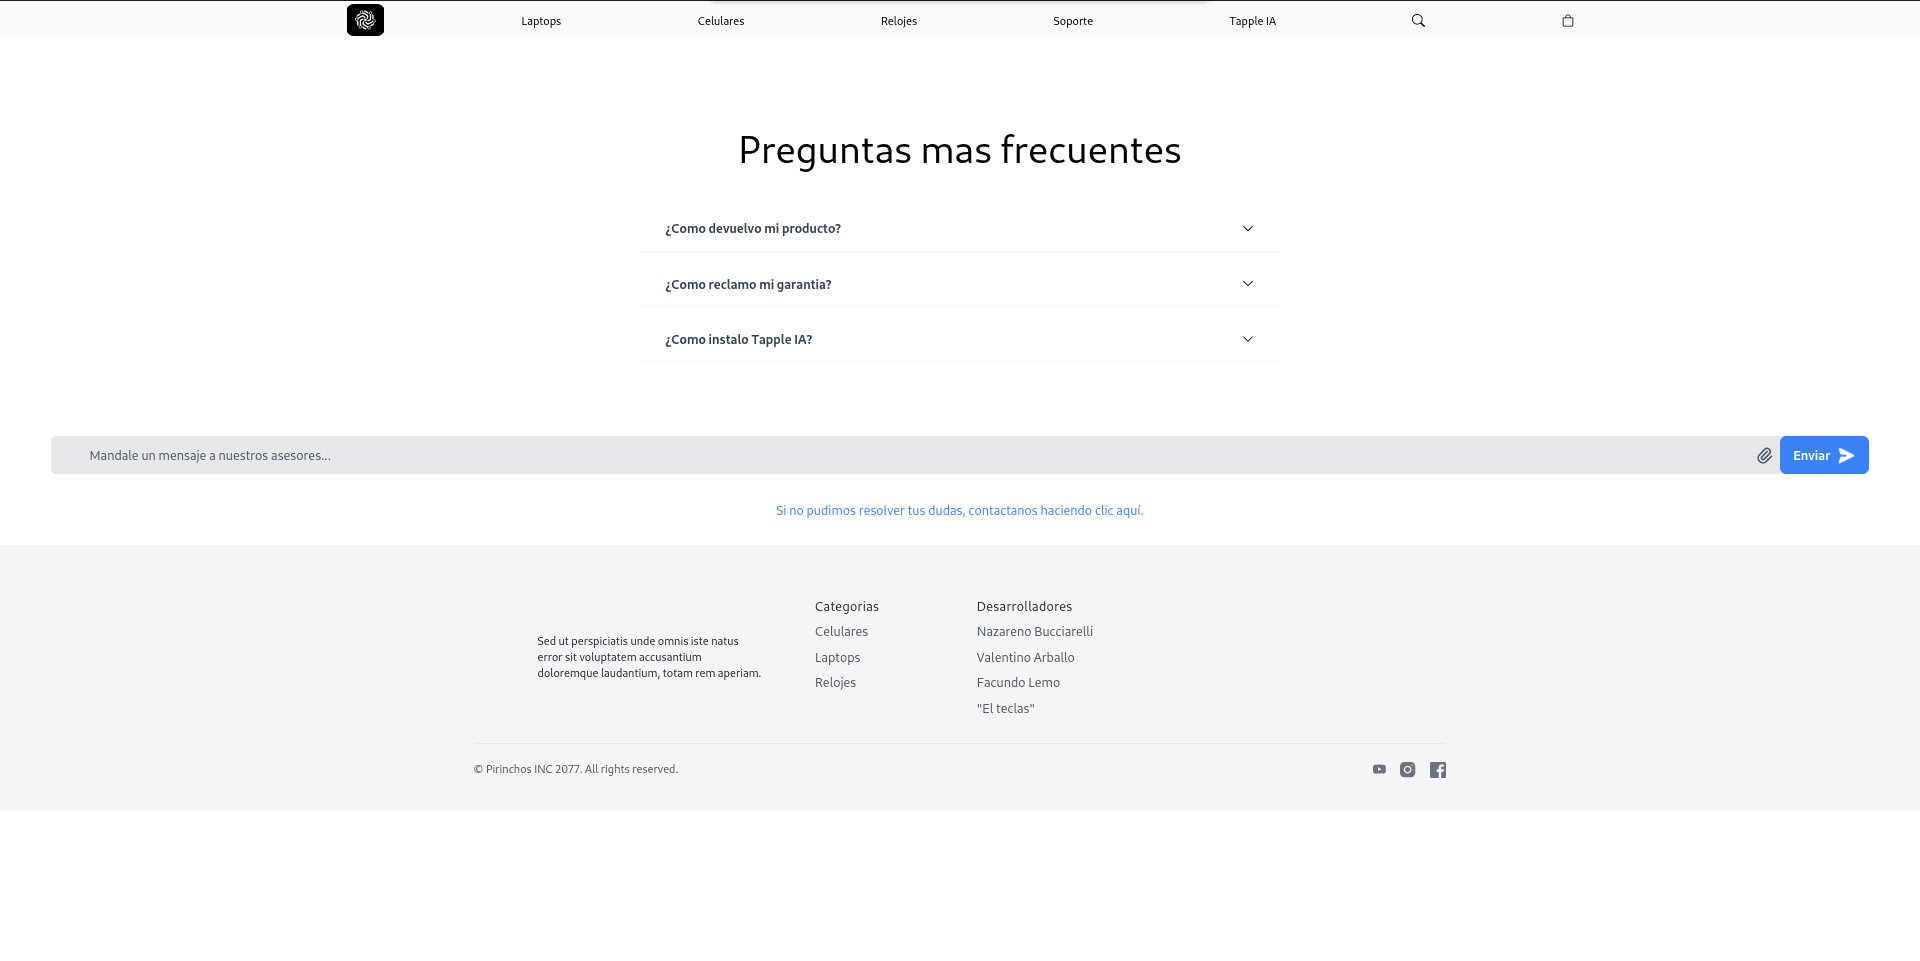 Laptops
Celulares
Relojes
Soporte
Tapple IA
Preguntas mas frecuentes
¿Como devuelvo mi producto?
¿Como reclamo mi garantia?
¿Como instalo Tapple IA?
Mandale un mensaje a nuestros asesores...
Enviar
Si no pudimos resolver tus dudas, contactanos haciendo clic aquí.
Sed ut perspiciatis unde omnis iste natus
error sit voluptatem accusantium
doloremque laudantium, totam rem aperiam.
Categorias
Celulares
Laptops
Relojes
Desarrolladores
Nazareno Bucciarelli
Valentino Arballo
Facundo Lemo
"El teclas"
© Pirinchos INC 2077. All rights reserved.